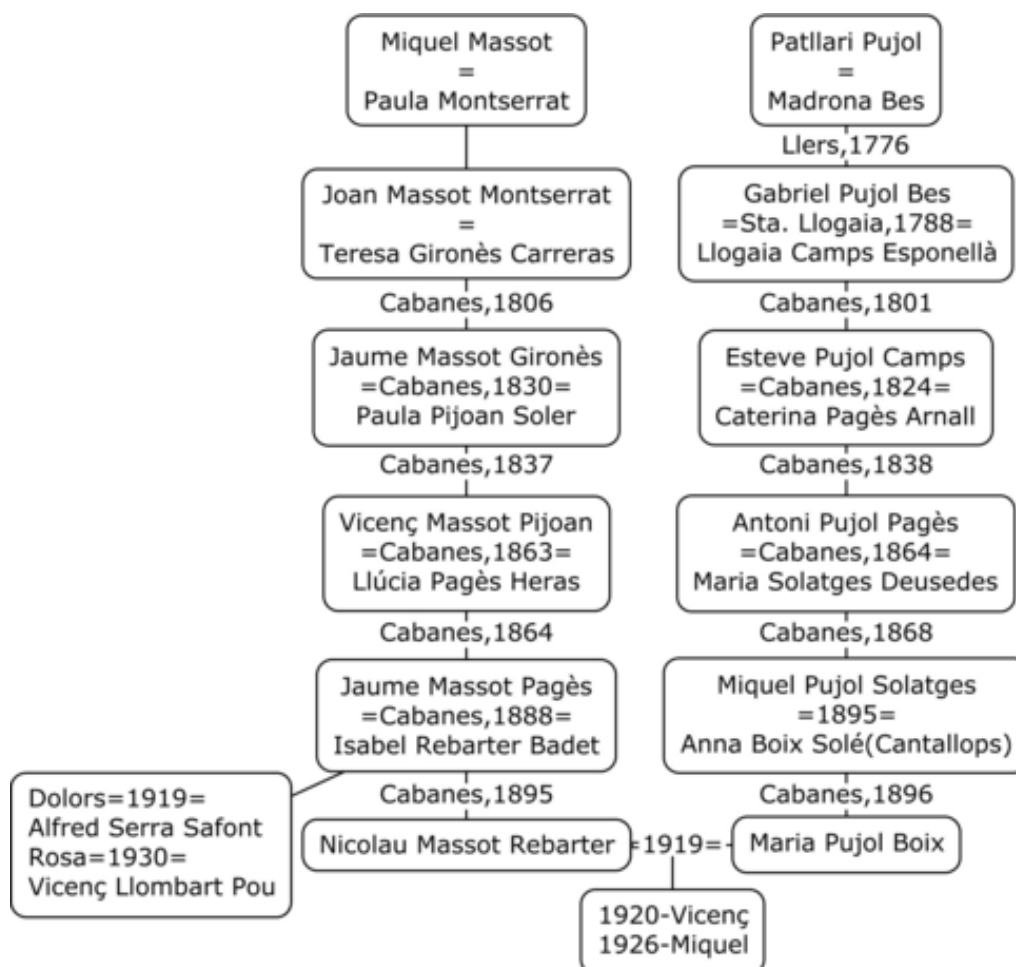 Miquel Massot
=
Paula Montserrat
Joan Massot Montserrat
=
Teresa Gironès Carreras
Cabanes,1806
Jaume Massot Gironès
=Cabanes,1830=
Paula Pijoan Soler
Cabanes,1837
Vicenç Massot Pijoan
=Cabanes,1863=
Llúcia Pagès Heras
Cabanes,1864
Jaume Massot Pagès
=Cabanes,1888=
Isabel Rebarter Badet
Dolors=1919=
Alfred Serra Safont
Rosa=1930=
Vicenç Llombart Pou
Cabanes,1895
Nicolau Massot Rebarter
Patllari Pujol
=
Madrona Bes
Llers,1776
Gabriel Pujol Bes
=Sta. Llogaia,1788=
Llogaia Camps Esponellà
Cabanes,1801
Esteve Pujol Camps
=Cabanes,1824=
Caterina Pagès Arnall
Cabanes,1838
Antoni Pujol Pagès
=Cabanes,1864=
Maria Solatges Deusedes
Cabanes,1868
Miquel Pujol Solatges
=1895=
Anna Boix Solé(Cantallops)
Cabanes,1896
Maria Pujol Boix
=1919=
1920-Vicenç
1926-Miquel